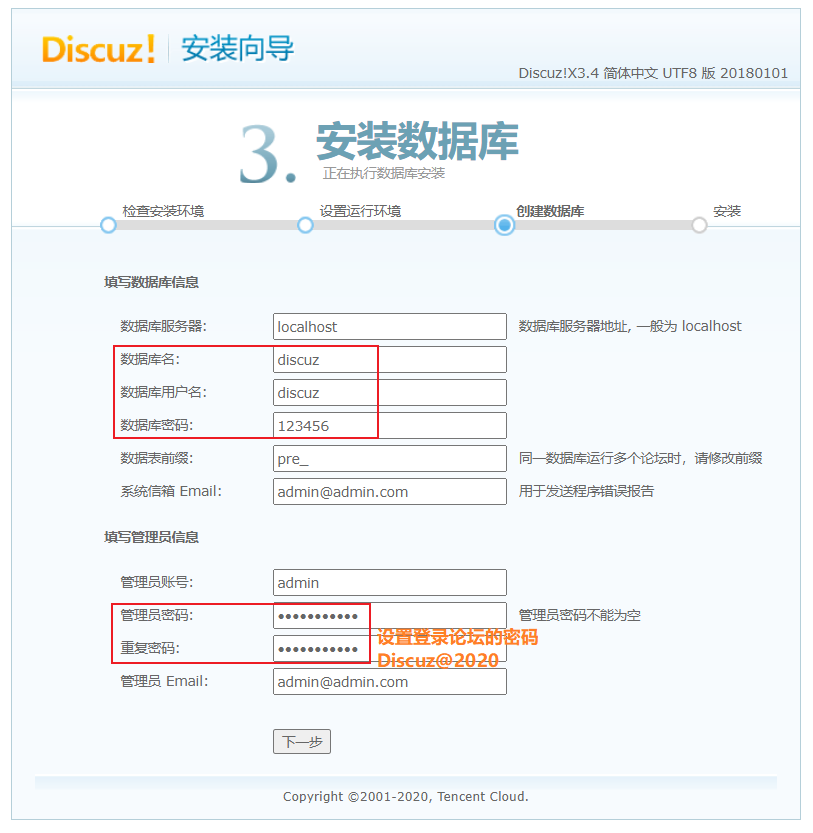 Discuz! 安装向导
Discuz!X3.4 简体中文 UTF8 版 20180101
3. 安装数据库
正在执行数据库安装
检查安装环境 设置运行环境 创建数据库 安装
填写数据库信息
数据库服务器: localhost 数据库服务器地址, 一般为 localhost
数据库名: discuz
数据库用户名: discuz
数据库密码: 123456
数据表前缀: pre_ 同一数据库运行多个论坛时，请修改前缀
系统信箱 Email: admin@admin.com 用于发送程序错误报告
填写管理员信息
管理员账号: admin
管理员密码: ••••••••••• 管理员密码不能为空
设置登录论坛的密码
重复密码: •••••••••••
Discuz@2020
管理员 Email: admin@admin.com
下一步
Copyright ©2001-2020, Tencent Cloud.